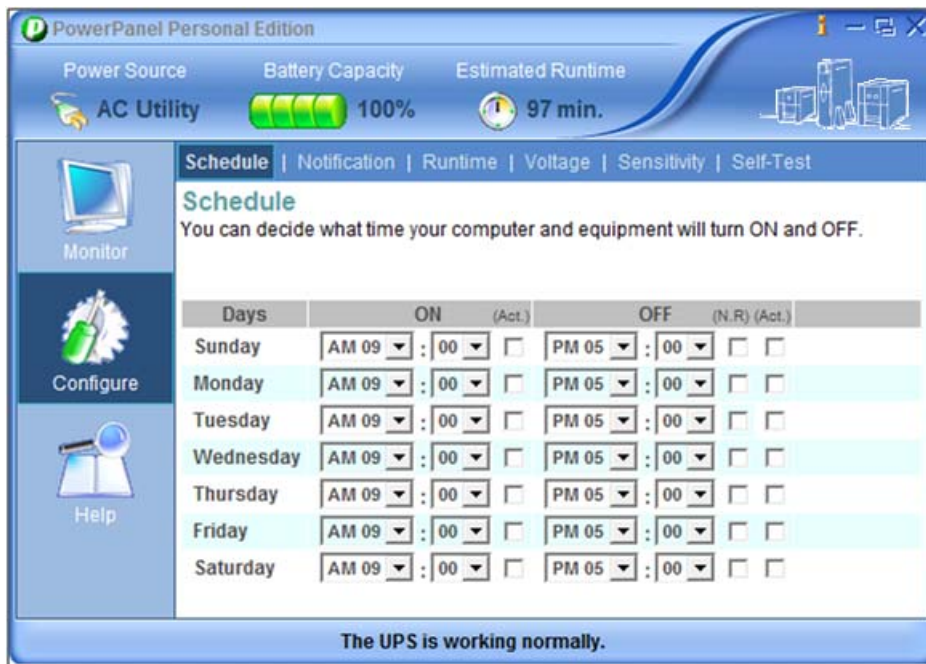 PowerPanel Personal Edition
Power Source Battery Capacity Estimated Runtime
AC Utility 100% 97 min.
Schedule | Notification | Runtime | Voltage | Sensitivity | Self-Test
Schedule
You can decide what time your computer and equipment will turn ON and OFF.
Monitor
Configure
Help
Days ON (Act.) OFF (N.R) (Act.)
Sunday AM 09 : 00 PM 05 : 00
Monday AM 09 : 00 PM 05 : 00
Tuesday AM 09 : 00 PM 05 : 00
Wednesday AM 09 : 00 PM 05 : 00
Thursday AM 09 : 00 PM 05 : 00
Friday AM 09 : 00 PM 05 : 00
Saturday AM 09 : 00 PM 05 : 00
The UPS is working normally.